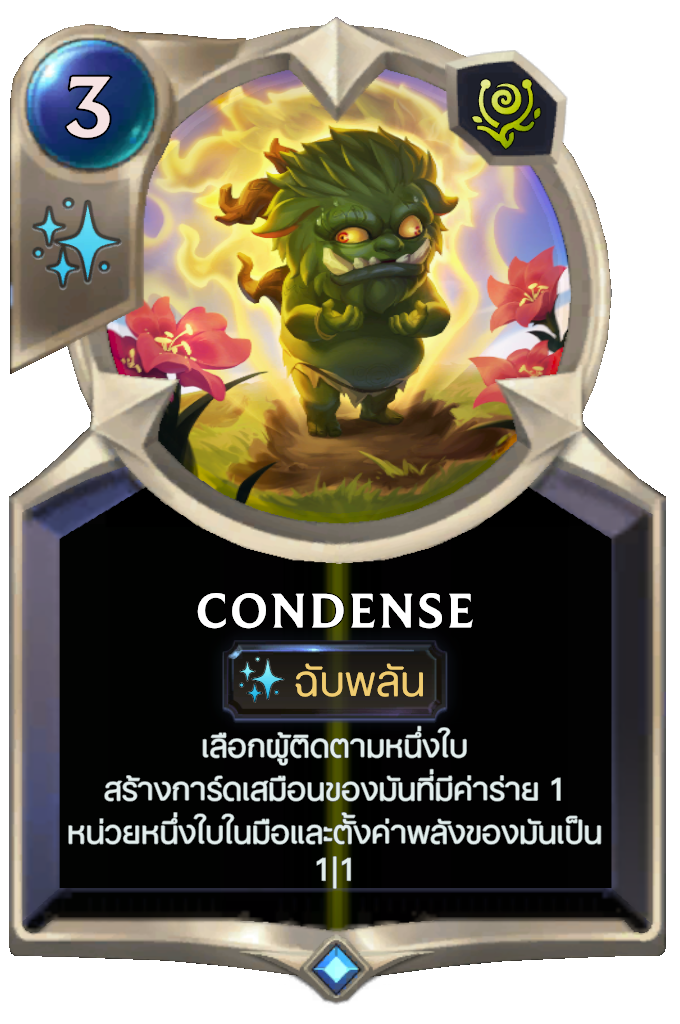 3
CONDENSE
ฉับพลัน
เลือกผู้ติดตามหนึ่งใบ
สร้างการ์ดเสมือนของมันที่มีค่าร่าย 1
หน่วยหนึ่งใบในมือและตั้งค่าพลังของมันเป็น
1|1